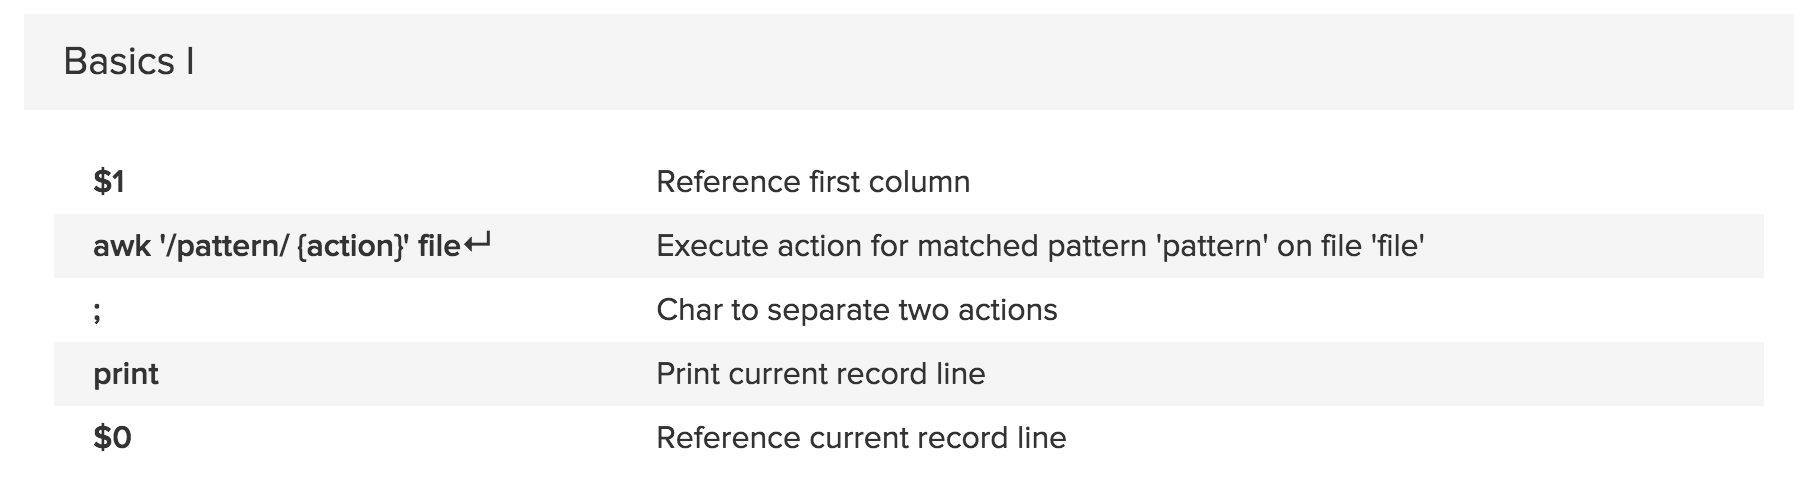 Basics I
$1 Reference first column
awk '/pattern/ {action}' file↵ Execute action for matched pattern 'pattern' on file 'file'
; Char to separate two actions
print Print current record line
$0 Reference current record line